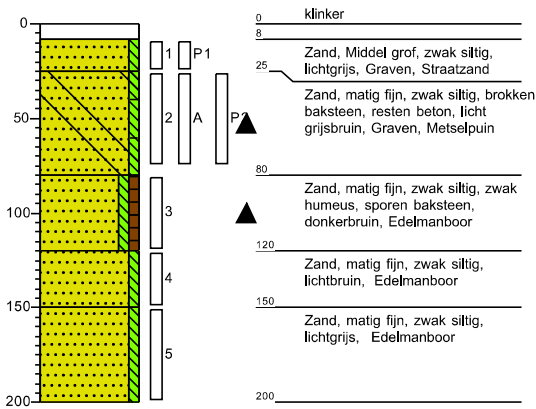 0
50
100
150
200
1
P1
2
A
P2
3
4
5
0
klinker
8
Zand, Middel grof, zwak siltig,
lichtgrijs, Graven, Straatzand
25
Zand, matig fijn, zwak siltig, brokken
baksteen, resten beton, licht
grijsbruin, Graven, Metselpuin
80
Zand, matig fijn, zwak siltig, zwak
humeus, sporen baksteen,
donkerbruin, Edelmanboor
120
Zand, matig fijn, zwak siltig,
lichtbruin, Edelmanboor
150
Zand, matig fijn, zwak siltig,
lichtgrijs, Edelmanboor
200